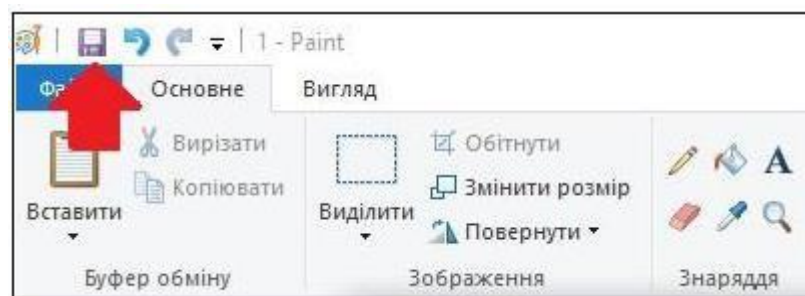 1 - Paint
Основне Вигляд
Вирізати
Копіювати
Вставити
Обітнути
Змінити розмір
Повернути
Виділити
A
Буфер обміну Зображення Знаряддя